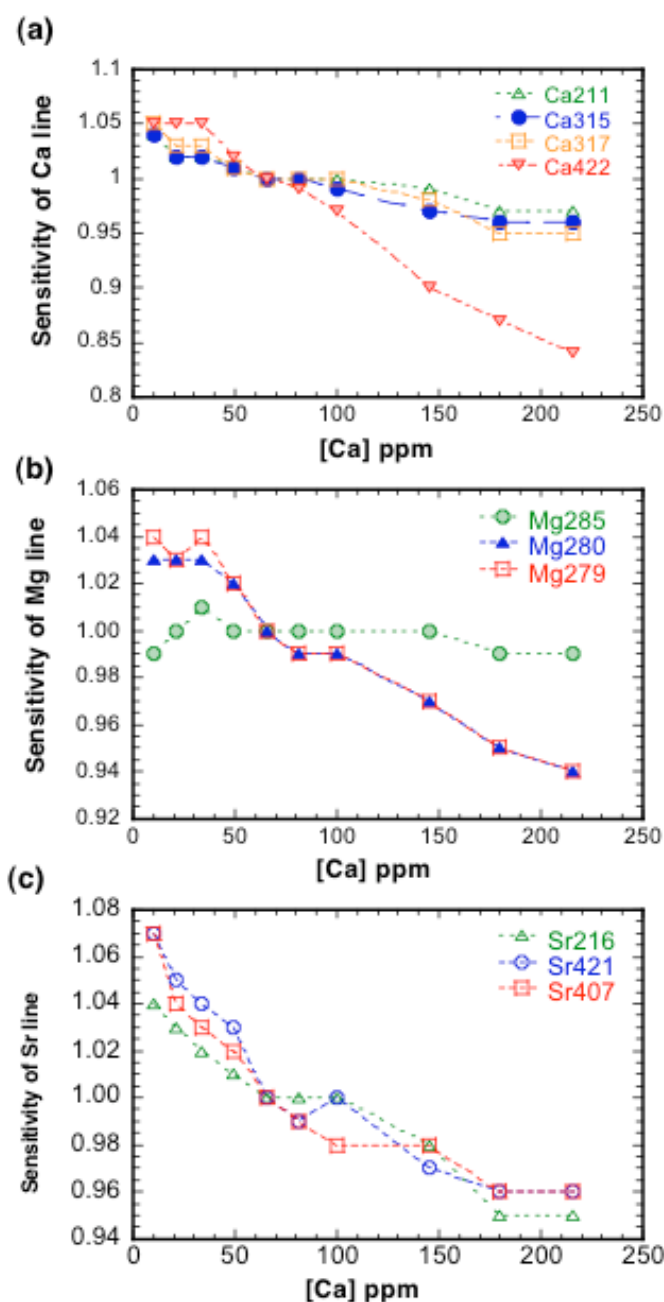 (a)
1.1
1.05
1
0.95
0.9
0.85
0.8
Sensitivity of Ca line
Ca211
Ca315
Ca317
Ca422
0 50 100 150 200 250
[Ca] ppm
(b)
1.06
1.04
1.02
1.00
0.98
0.96
0.94
0.92
Sensitivity of Mg line
Mg285
Mg280
Mg279
0 50 100 150 200 250
[Ca] ppm
(c)
1.08
1.06
1.04
1.02
1.00
0.98
0.96
0.94
Sensitivity of Sr line
Sr216
Sr421
Sr407
0 50 100 150 200 250
[Ca] ppm